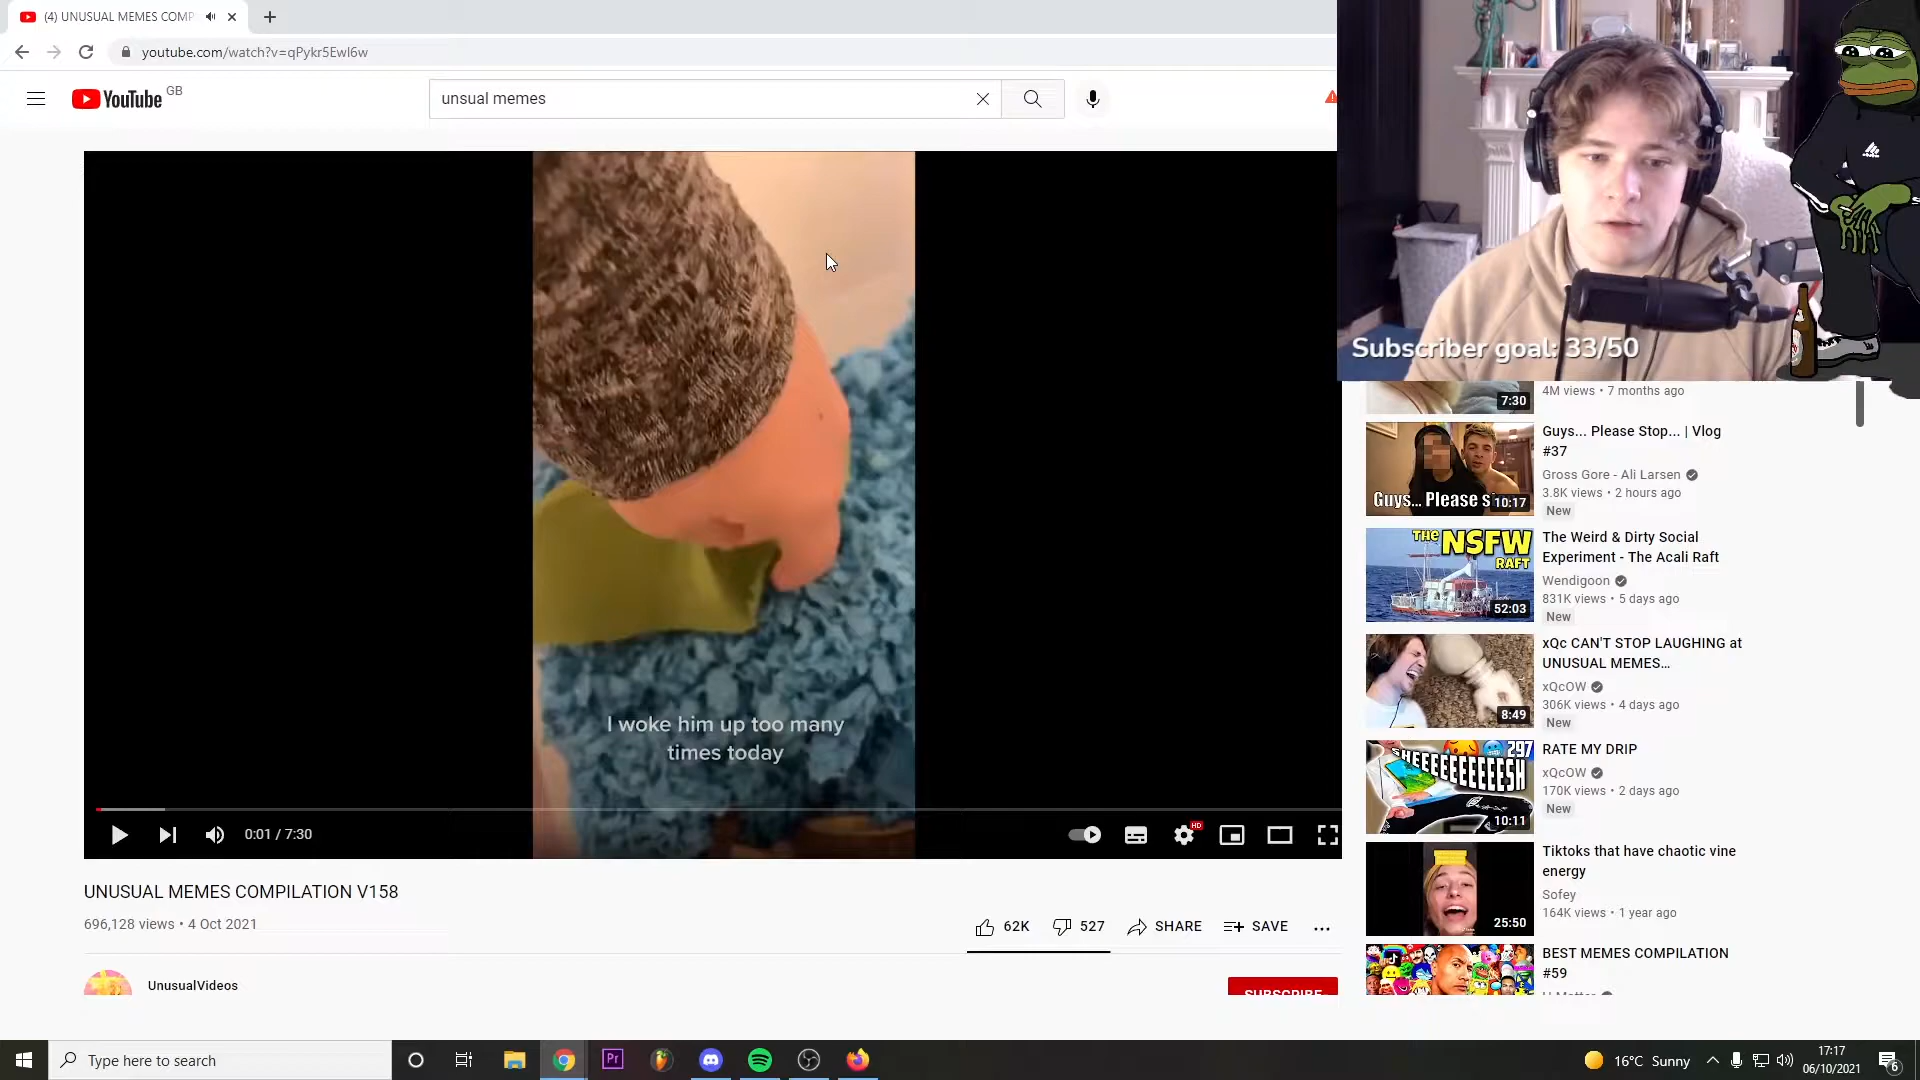 (4) UNUSUAL MEMES COMP
youtube.com/watch?v=qPykr5Ewl6w
YouTube GB
unsual memes
Subscriber goal: 33/50
I woke him up too many
times today
0:01 / 7:30
HD
UNUSUAL MEMES COMPILATION V158
696,128 views • 4 Oct 2021
62K
527
SHARE
SAVE
UnusualVideos
SUBSCRIBE
7:30
4M views • 7 months ago
Guys... Please s
10:17
Guys... Please Stop... | Vlog
#37
Gross Gore - Ali Larsen
3.8K views • 2 hours ago
New
THE NSFW
RAFT
52:03
The Weird & Dirty Social
Experiment - The Acali Raft
Wendigoon
831K views • 5 days ago
New
8:49
xQc CAN'T STOP LAUGHING at
UNUSUAL MEMES…
xQcOW
306K views • 4 days ago
New
297
SHEEEEEEEEEESH
10:11
RATE MY DRIP
xQcOW
170K views • 2 days ago
New
25:50
Tiktoks that have chaotic vine
energy
Sofey
164K views • 1 year ago
BEST MEMES COMPILATION
#59
Type here to search
Pr
16°C Sunny
17:17
06/10/2021
6